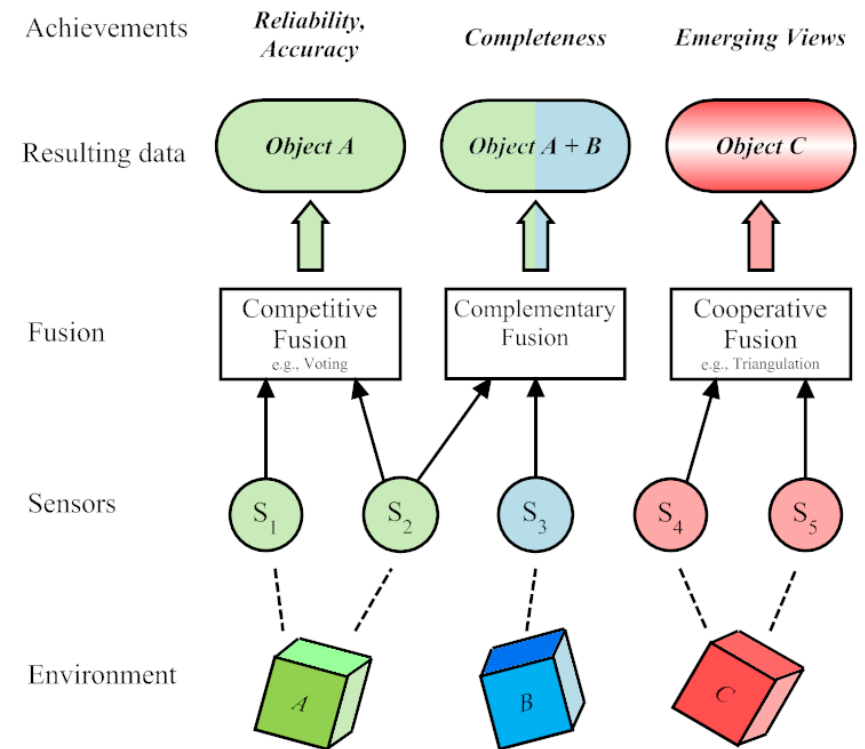 Achievements
Reliability,
Accuracy
Completeness
Emerging Views
Resulting data
Object A
Object A + B
Object C
Fusion
Competitive
Fusion
e.g., Voting
Complementary
Fusion
Cooperative
Fusion
e.g., Triangulation
Sensors
S1
S2
S3
S4
S5
Environment
A
B
C